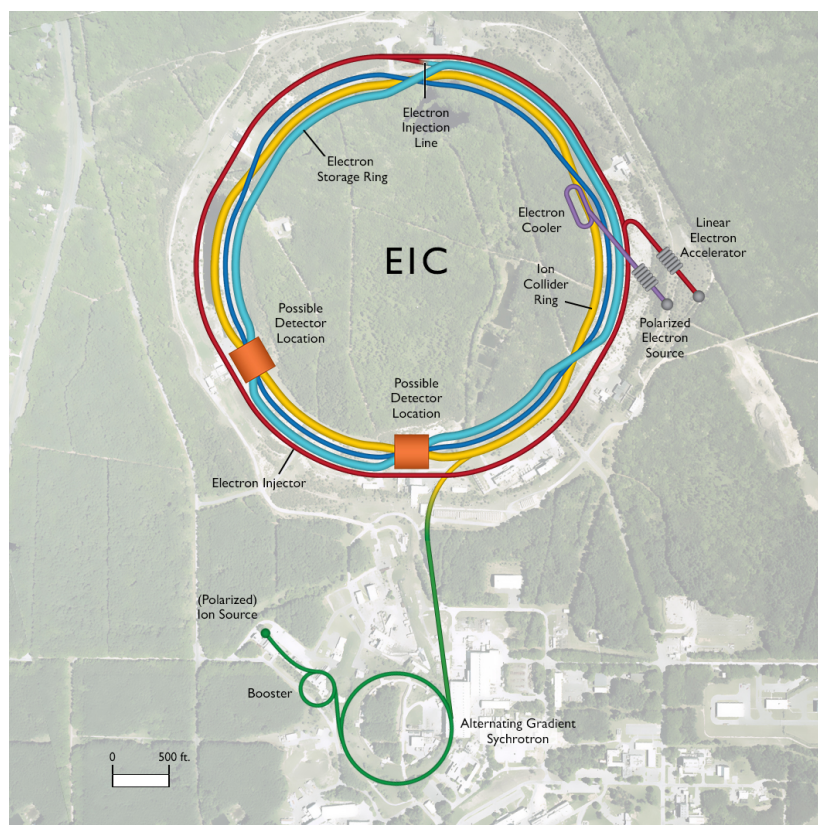 Electron
Injection
Line
Electron
Storage Ring
Electron
Cooler
Linear
Electron
Accelerator
EIC
Ion
Collider
Ring
Possible
Detector
Location
Polarized
Electron
Source
Possible
Detector
Location
Electron Injector
(Polarized)
Ion Source
Booster
Alternating Gradient
Sychrotron
0 500 ft.